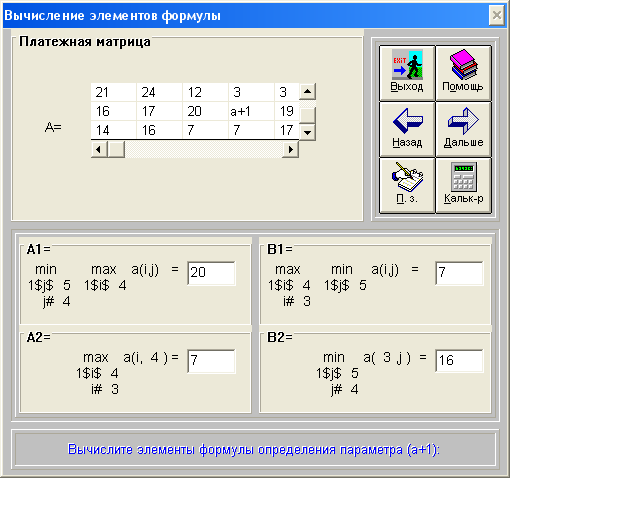 Вычисление элементов формулы
Платежная матрица
21 24 12 3 3
A= 16 17 20 a+1 19
14 16 7 7 17
EXIT
Выход Помощь
Назад Дальше
П. з. Кальк-р
A1=
min max a(i,j) = 20
1$j$ 5 1$i$ 4
j# 4
B1=
max min a(i,j) = 7
1$i$ 4 1$j$ 5
i# 3
A2=
max a(i, 4 ) = 7
1$i$ 4
i# 3
B2=
min a( 3 ,j ) = 16
1$j$ 5
j# 4
Вычислите элементы формулы определения параметра (a+1):